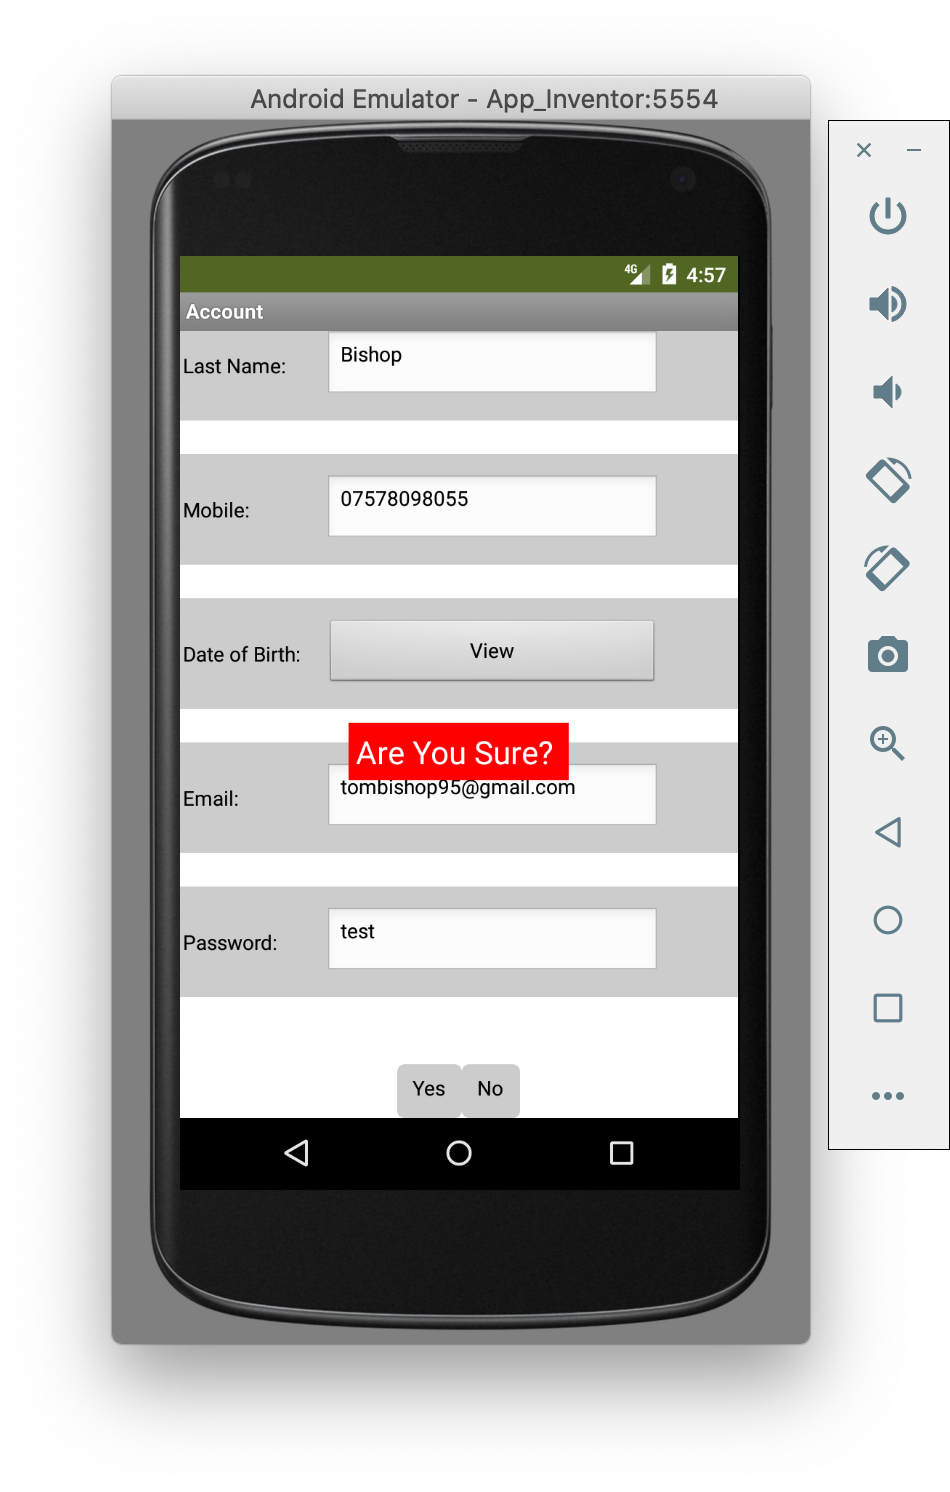 Android Emulator - App_Inventor:5554
4G 4:57
Account
Last Name: Bishop
Mobile: 07578098055
Date of Birth: View
Are You Sure?
Email: tombishop95@gmail.com
Password: test
Yes No